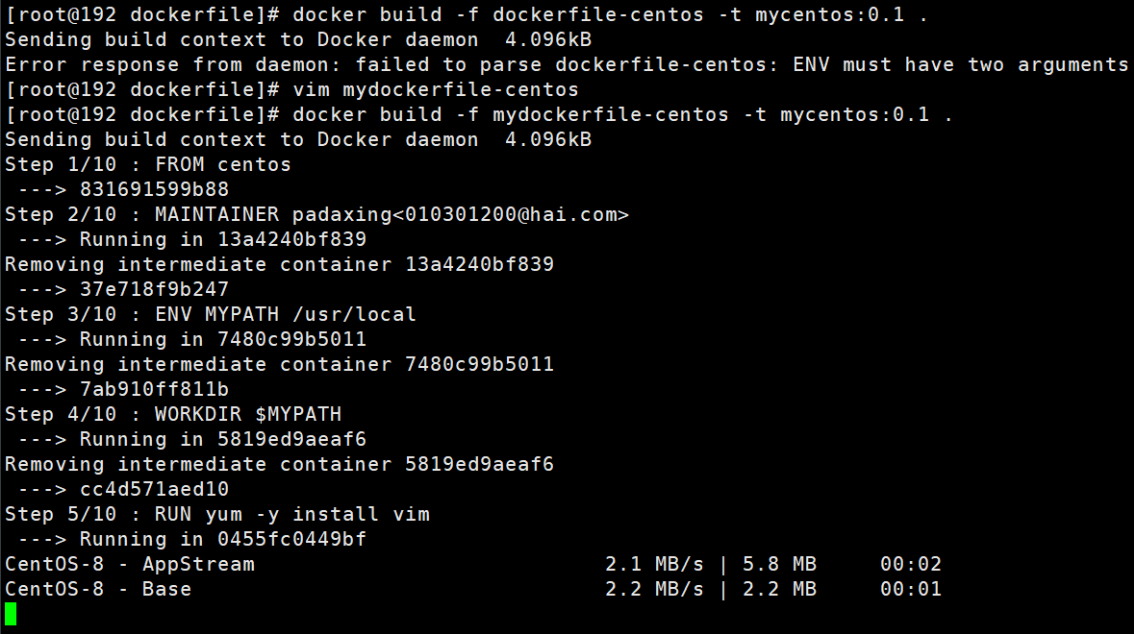 [root@192 dockerfile]# docker build -f dockerfile-centos -t mycentos:0.1 .
Sending build context to Docker daemon  4.096kB
Error response from daemon: failed to parse dockerfile-centos: ENV must have two arguments
[root@192 dockerfile]# vim mydockerfile-centos
[root@192 dockerfile]# docker build -f mydockerfile-centos -t mycentos:0.1 .
Sending build context to Docker daemon  4.096kB
Step 1/10 : FROM centos
 ---> 831691599b88
Step 2/10 : MAINTAINER padaxing<010301200@hai.com>
 ---> Running in 13a4240bf839
Removing intermediate container 13a4240bf839
 ---> 37e718f9b247
Step 3/10 : ENV MYPATH /usr/local
 ---> Running in 7480c99b5011
Removing intermediate container 7480c99b5011
 ---> 7ab910ff811b
Step 4/10 : WORKDIR $MYPATH
 ---> Running in 5819ed9aeaf6
Removing intermediate container 5819ed9aeaf6
 ---> cc4d571aed10
Step 5/10 : RUN yum -y install vim
 ---> Running in 0455fc0449bf
CentOS-8 - AppStream                            2.1 MB/s | 5.8 MB     00:02
CentOS-8 - Base                                 2.2 MB/s | 2.2 MB     00:01